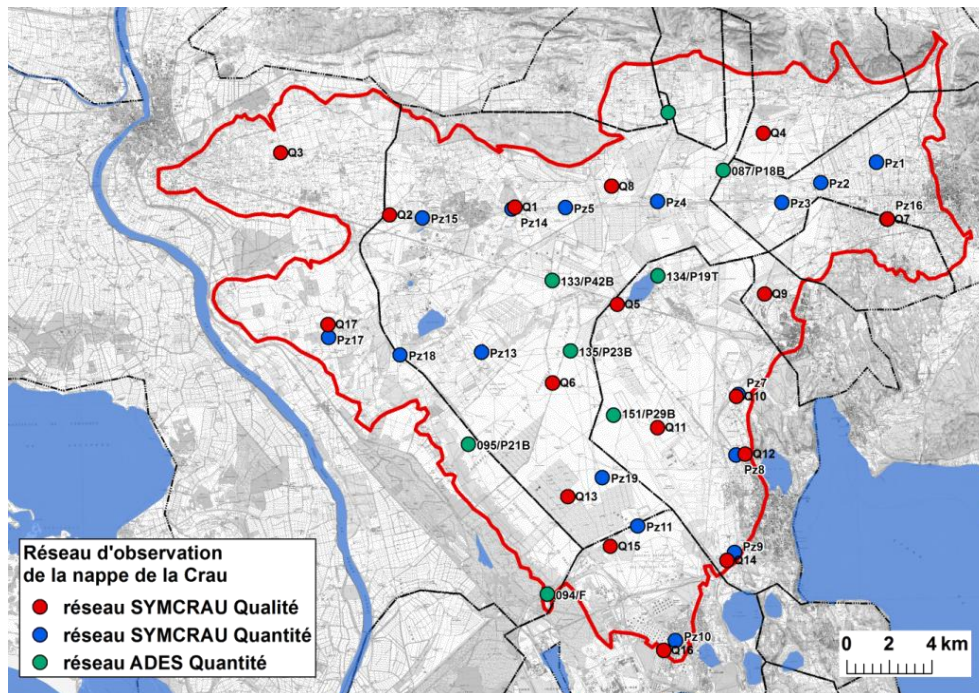 Q4
Q3
Pz1
087/P18B
Q8
Pz2
Pz4
Pz3
Pz16
Q1
Pz5
Q7
Q2
Pz15
Pz14
133/P42B
134/P19T
Q9
Q5
Q17
Pz17
Pz18
Pz13
135/P23B
Q6
Pz7
Q10
151/P29B
Q11
095/P21B
Q12
Pz8
Pz19
Q13
Pz11
Q15
Pz9
Q14
094/F
Pz10
Q16
Réseau d'observation
de la nappe de la Crau
réseau SYMCRAU Qualité
réseau SYMCRAU Quantité
réseau ADES Quantité
0 2 4 km